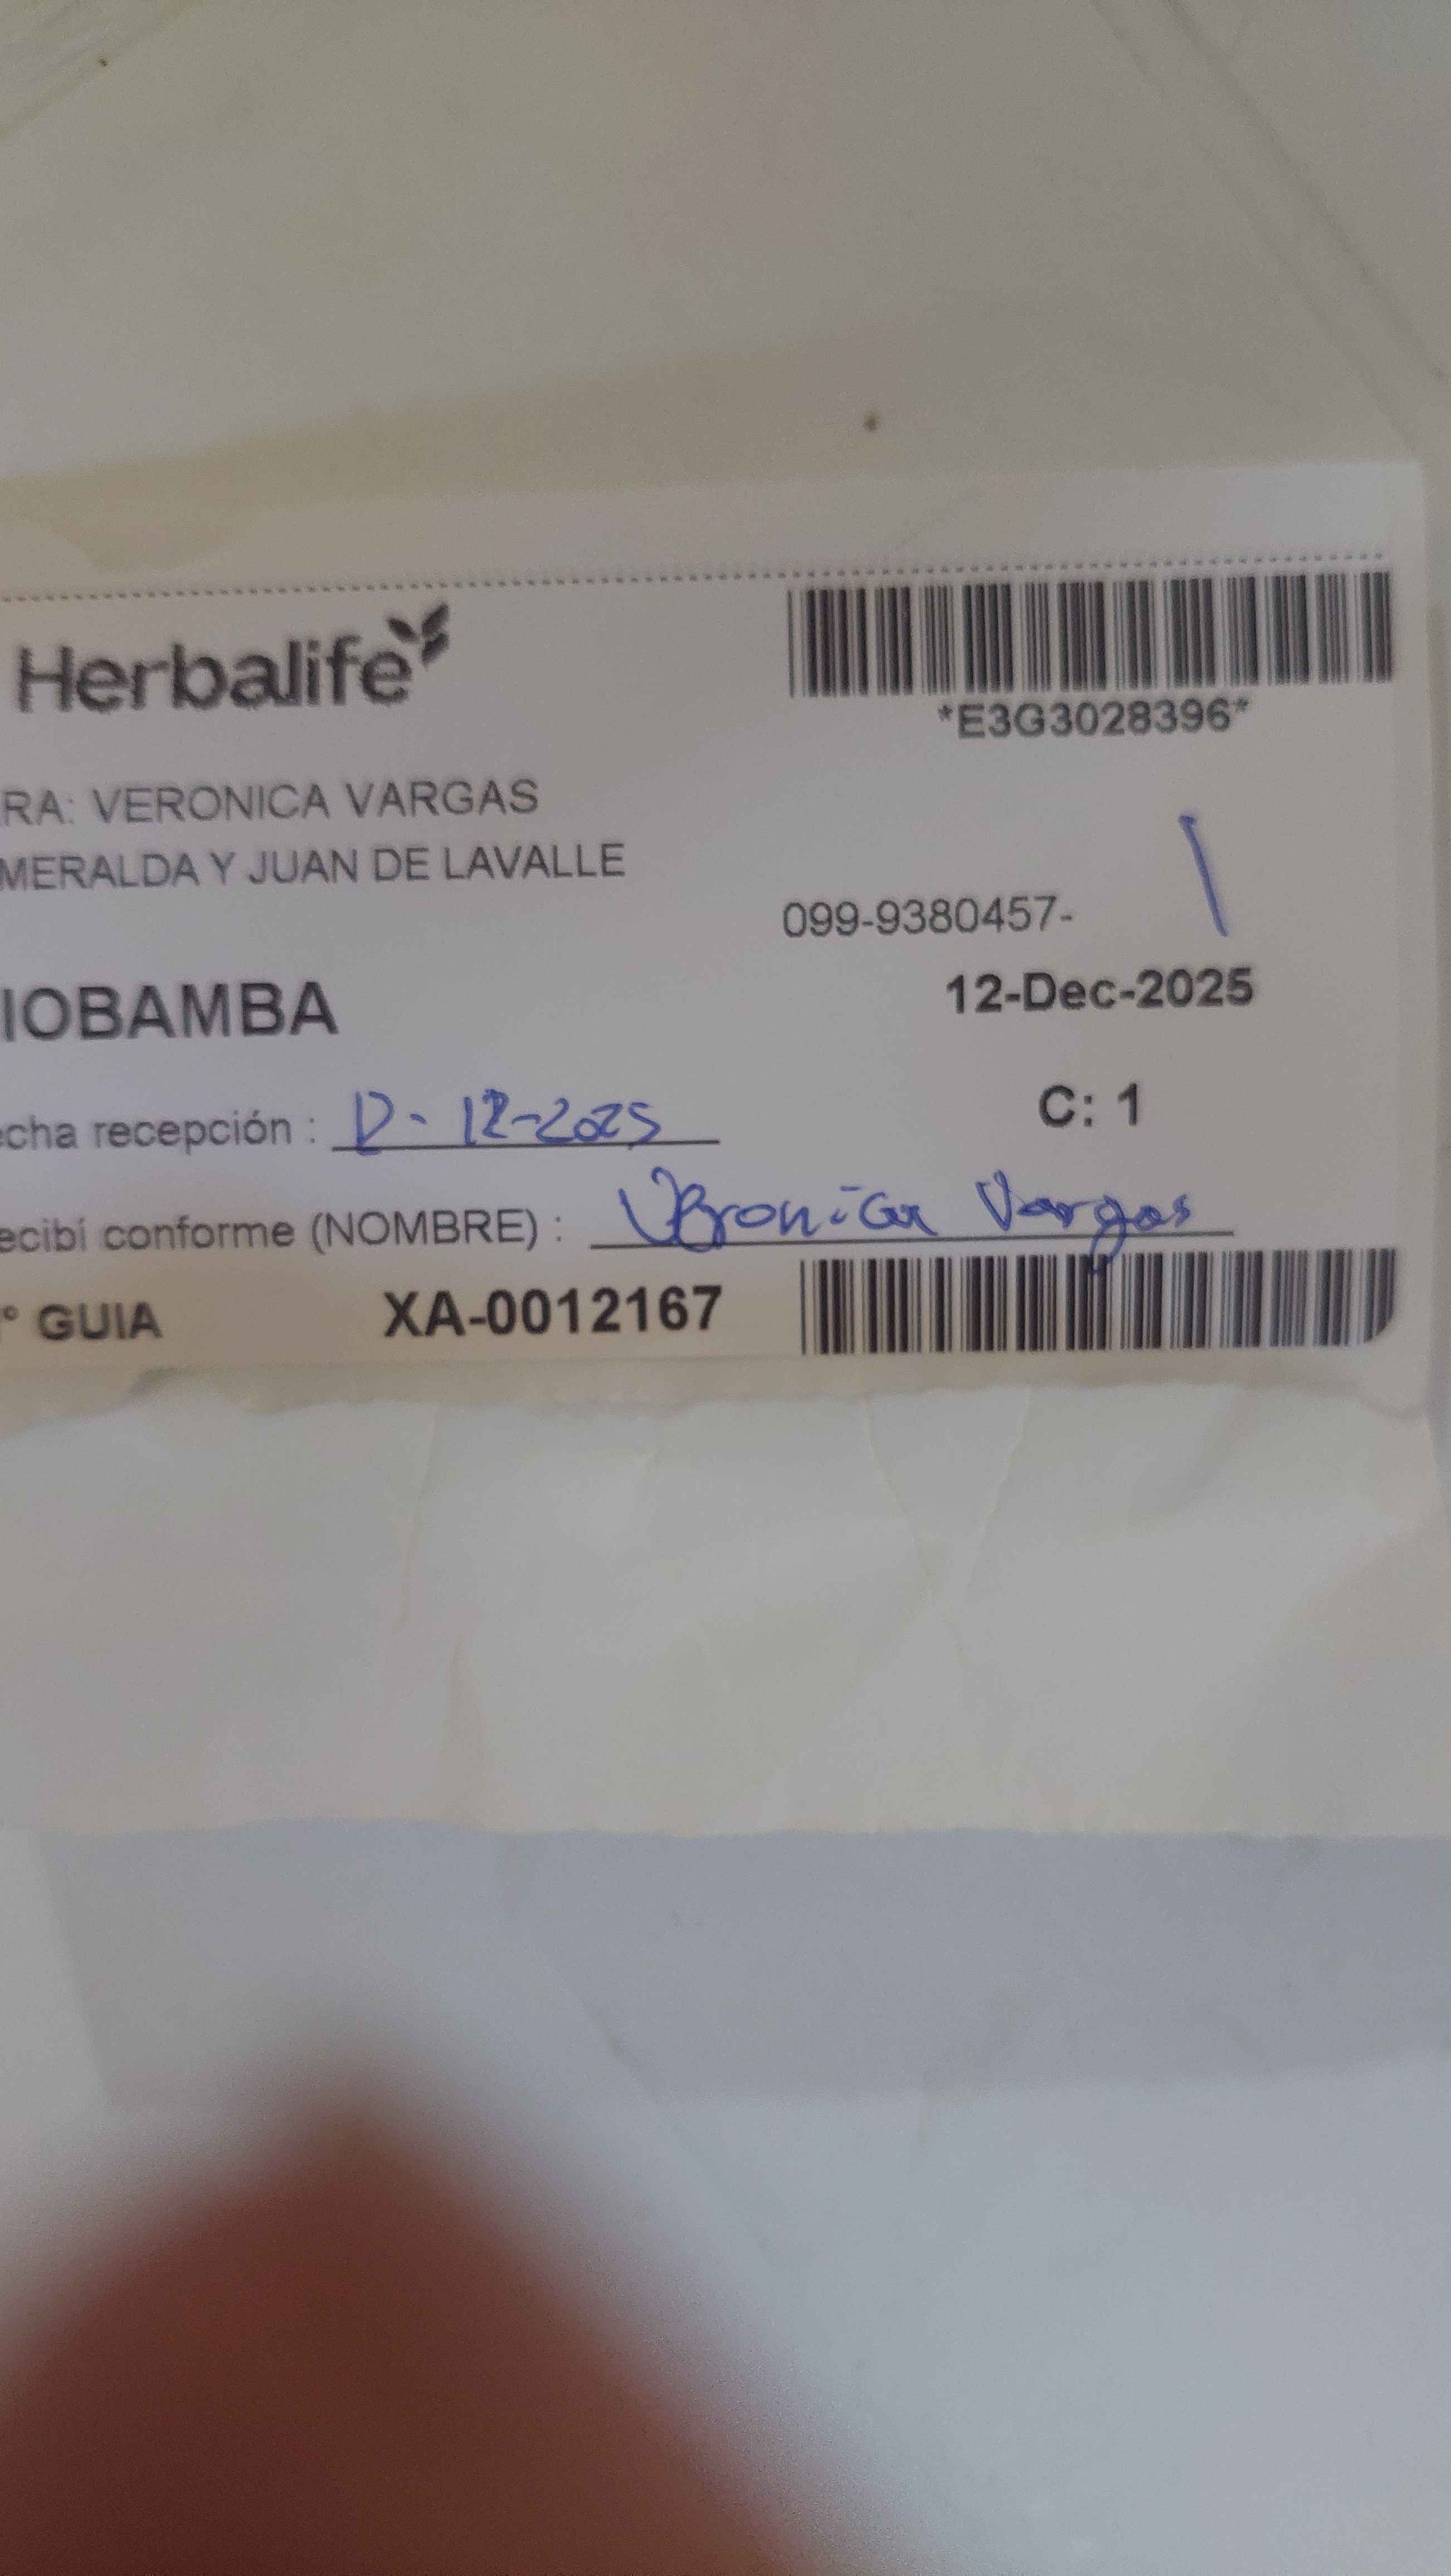 Herbalife
*E3G3028396*
RA: VERONICA VARGAS
MERALDA Y JUAN DE LAVALLE
099-9380457-
IOBAMBA
12-Dec-2025
C: 1
echa recepción : 12- 12-2025
ecibí conforme (NOMBRE) : Veronica Vargas
° GUIA XA-0012167